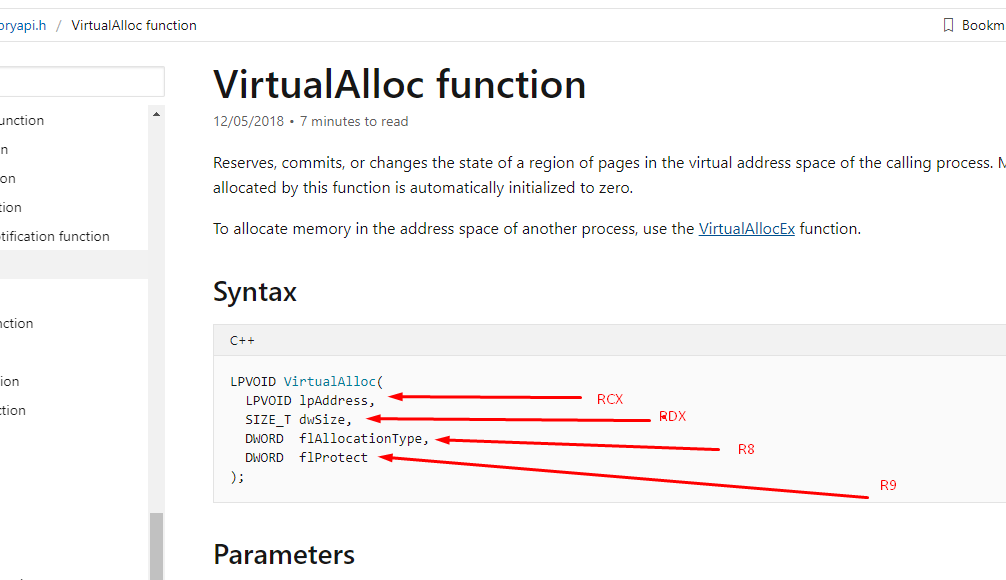 oryapi.h / VirtualAlloc function
Bookm
VirtualAlloc function
12/05/2018 • 7 minutes to read
unction
n
on
tion
tification function
nction
ion
ction
Reserves, commits, or changes the state of a region of pages in the virtual address space of the calling process. M
allocated by this function is automatically initialized to zero.
To allocate memory in the address space of another process, use the VirtualAllocEx function.
Syntax
C++
LPVOID VirtualAlloc(
LPVOID lpAddress, RCX
SIZE_T dwSize, RDX
DWORD flAllocationType, R8
DWORD flProtect R9
);
Parameters